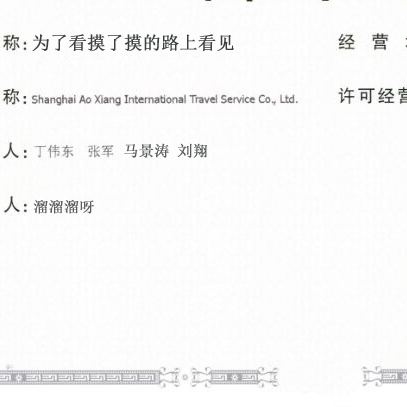 称:为了看摸了摸的路上看见 经 营
称:Shanghai Ao Xiang International Travel Service Co., Ltd. 许可经营
人:丁伟东 张军 马景涛 刘翔
人:溜溜溜呀